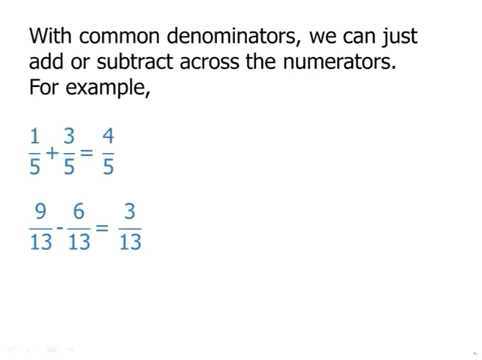 With common denominators, we can just
add or subtract across the numerators.
For example,
1/5 + 3/5 = 4/5
9/13 - 6/13 = 3/13